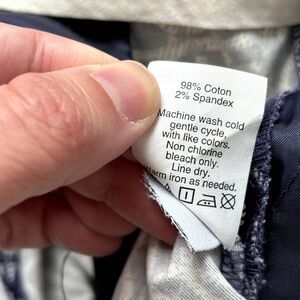 98% Coton
2% Spandex
Machine wash cold
gentle cycle,
with like colors.
Non chlorine
bleach only.
Line dry.
arm iron as needed.